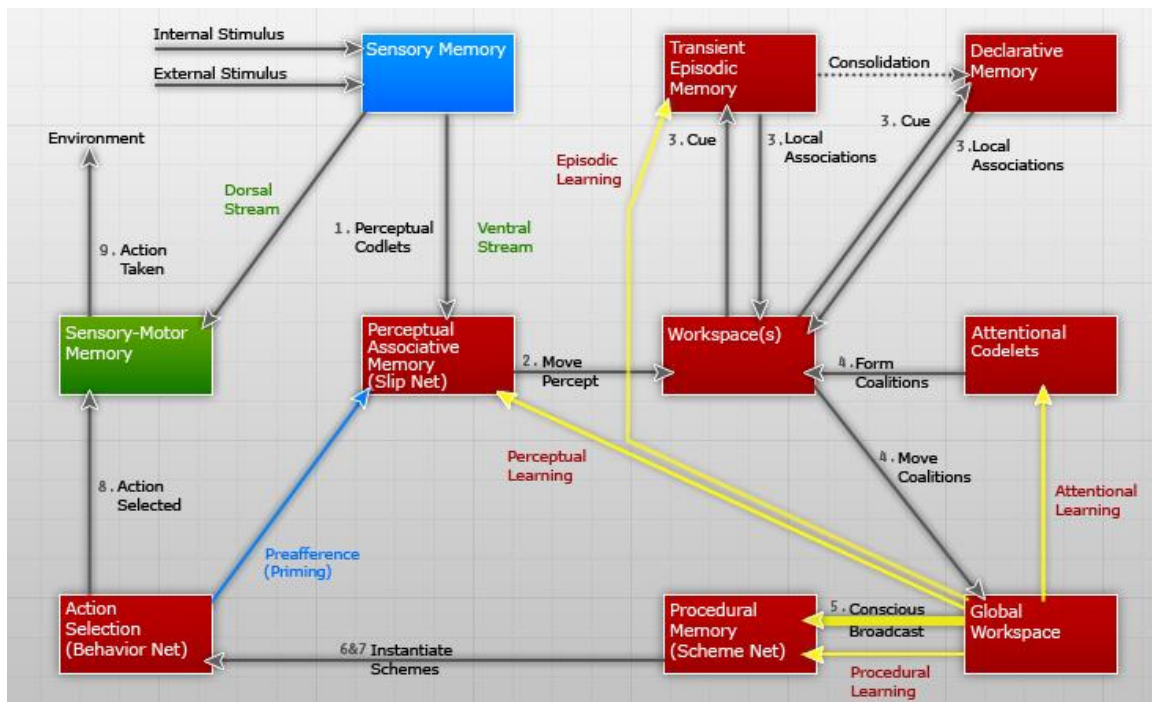 Internal Stimulus
External Stimulus
Sensory Memory
Transient
Episodic
Memory
Consolidation
Declarative
Memory
Environment
Dorsal
Stream
9. Action
Taken
1. Perceptual
Codlets
Ventral
Stream
Episodic
Learning
3. Cue
3. Local
Associations
3. Cue
3. Local
Associations
Sensory-Motor
Memory
Perceptual
Associative
Memory
(Slip Net)
2. Move
Percept
Workspace(s)
4. Form
Coalitions
Attentional
Codelets
8. Action
Selected
Preafference
(Priming)
Perceptual
Learning
4. Move
Coalitions
Attentional
Learning
Action
Selection
(Behavior Net)
6&7 Instantiate
Schemes
Procedural
Memory
(Scheme Net)
5. Conscious
Broadcast
Procedural
Learning
Global
Workspace